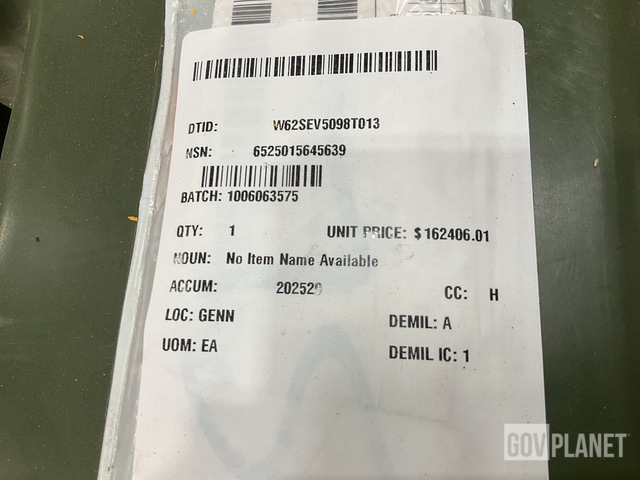 DTID: W62SEV5098T013
NSN: 6525015645639
BATCH: 1006063575
QTY: 1 UNIT PRICE: $162406.01
NOUN: No Item Name Available
ACCUM: 202529 CC: H
LOC: GENN DEMIL: A
UOM: EA DEMIL IC: 1
GOVPLANET